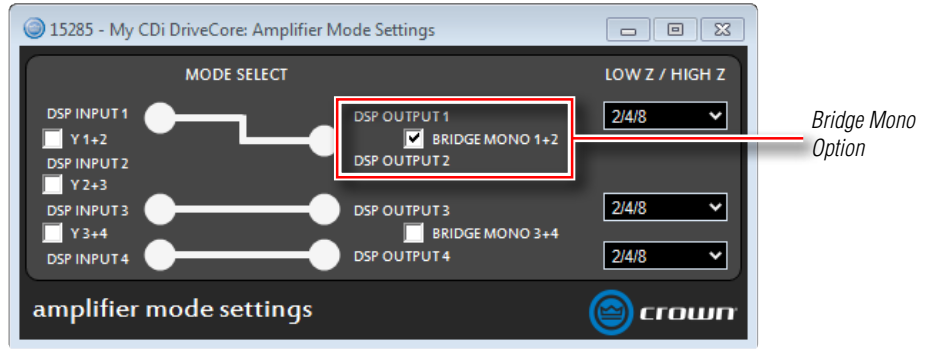 15285 - My CDi DriveCore: Amplifier Mode Settings
MODE SELECT
LOW Z / HIGH Z
DSP INPUT 1
Y 1+2
DSP INPUT 2
Y 2+3
DSP INPUT 3
Y 3+4
DSP INPUT 4
DSP OUTPUT 1
BRIDGE MONO 1+2
DSP OUTPUT 2
DSP OUTPUT 3
BRIDGE MONO 3+4
DSP OUTPUT 4
2/4/8
2/4/8
2/4/8
Bridge Mono
Option
amplifier mode settings
crown